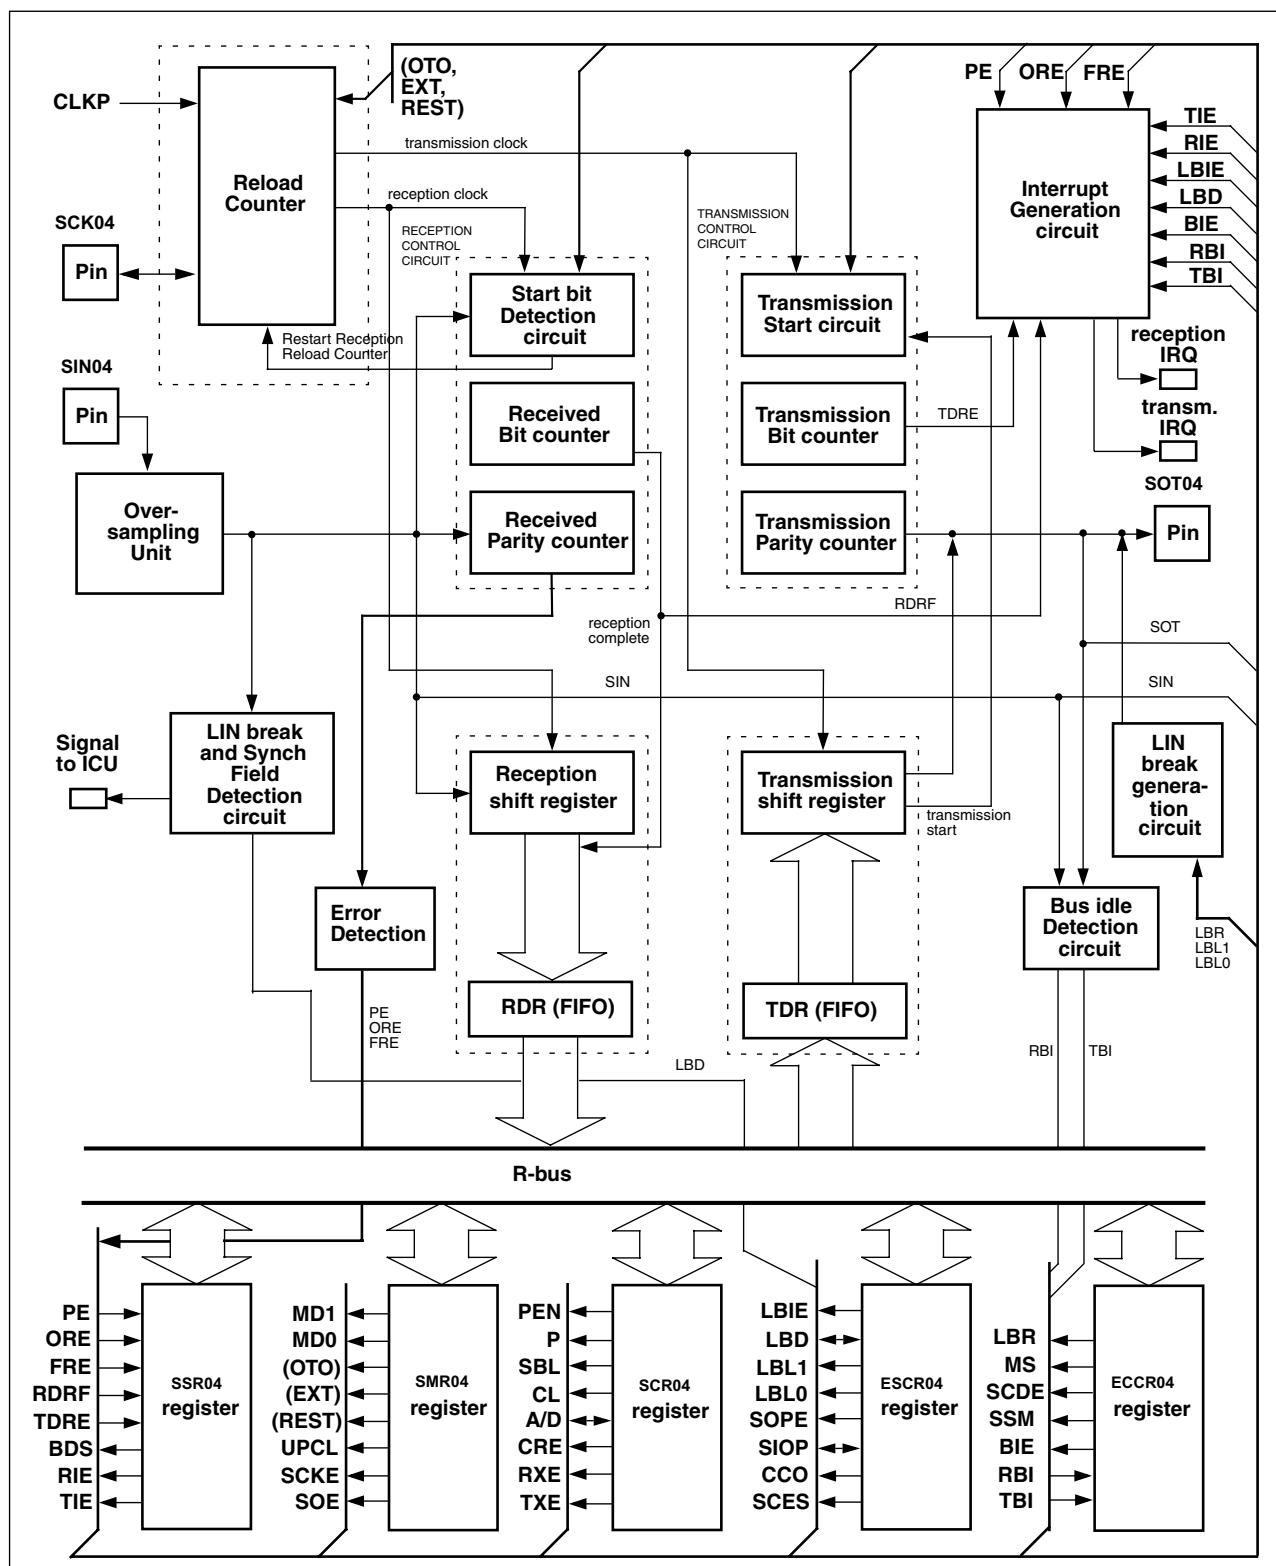 (OTO,
EXT,
REST)
PE
ORE
FRE
CLKP
TIE
RIE
LBIE
LBD
BIE
RBI
TBI
transmission clock
Reload
Counter
reception clock
Interrupt
Generation
circuit
SCK04
Pin
RECEPTION
CONTROL
CIRCUIT
TRANSMISSION
CONTROL
CIRCUIT
Start bit
Detection
circuit
Transmission
Start circuit
Restart Reception
Reload Counter
reception
IRQ
SIN04
Pin
Received
Bit counter
Transmission
Bit counter
TDRE
transm.
IRQ
SOT04
Pin
Over-
sampling
Unit
Received
Parity counter
Transmission
Parity counter
RDRF
reception
complete
SOT
SIN
SIN
Signal
to ICU
LIN break
and Synch
Field
Detection
circuit
Reception
shift register
Transmission
shift register
transmission
start
LIN
break
genera-
tion
circuit
Error
Detection
Bus idle
Detection
circuit
LBR
LBL1
LBL0
RDR (FIFO)
TDR (FIFO)
PE
ORE
FRE
LBD
RBI
TBI
R-bus
PE
ORE
FRE
RDRF
TDRE
BDS
RIE
TIE
SSR04
register
MD1
MD0
(OTO)
(EXT)
(REST)
UPCL
SCKE
SOE
SMR04
register
PEN
P
SBL
CL
A/D
CRE
RXE
TXE
SCR04
register
LBIE
LBD
LBL1
LBL0
SOPE
SIOP
CCO
SCES
ESCR04
register
LBR
MS
SCDE
SSM
BIE
RBI
TBI
ECCR04
register